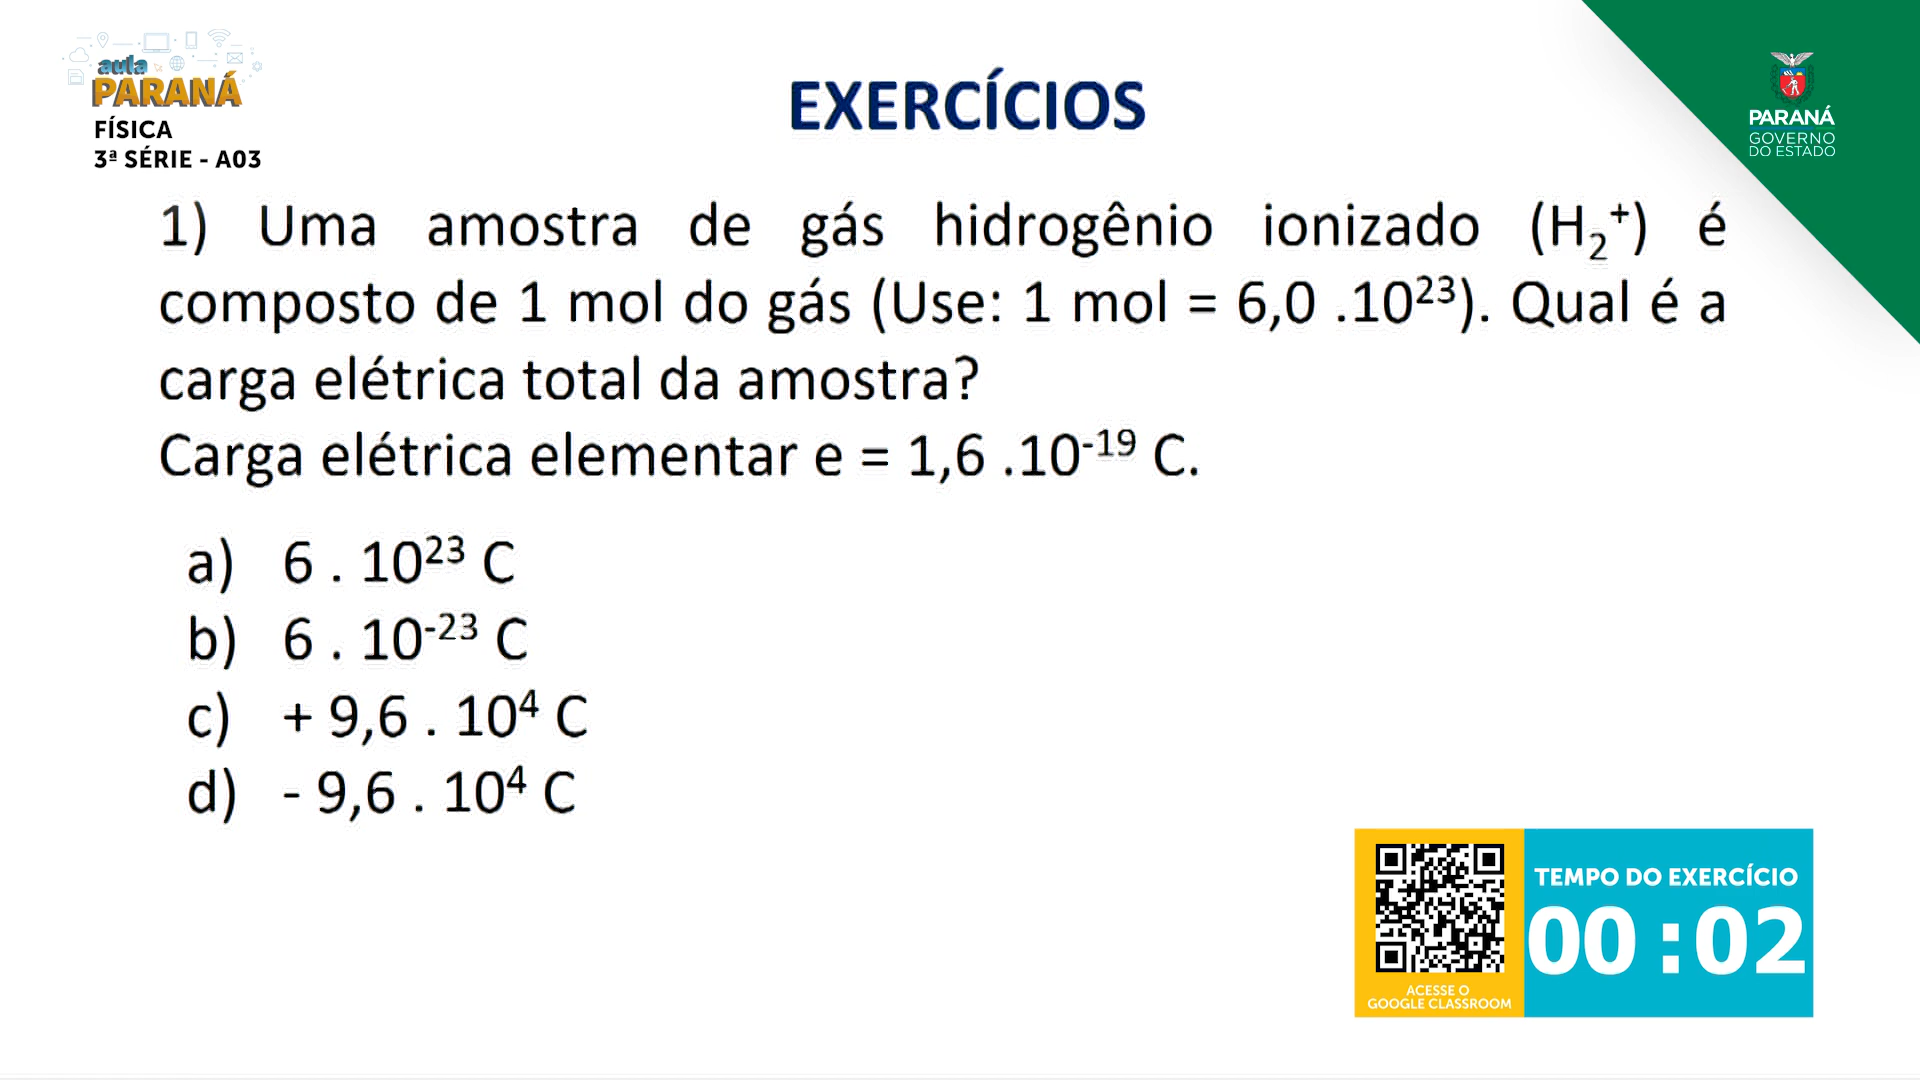 aula
PARANÁ
FÍSICA
3ª SÉRIE - A03
EXERCÍCIOS
PARANÁ
GOVERNO
DO ESTADO
1) Uma amostra de gás hidrogênio ionizado (H₂⁺) é
composto de 1 mol do gás (Use: 1 mol = 6,0 .10²³). Qual é a
carga elétrica total da amostra?
Carga elétrica elementar e = 1,6 .10⁻¹⁹ C.
a) 6 . 10²³ C
b) 6 . 10⁻²³ C
c) + 9,6 . 10⁴ C
d) - 9,6 . 10⁴ C
ACESSE O
GOOGLE CLASSROOM
TEMPO DO EXERCÍCIO
00:02